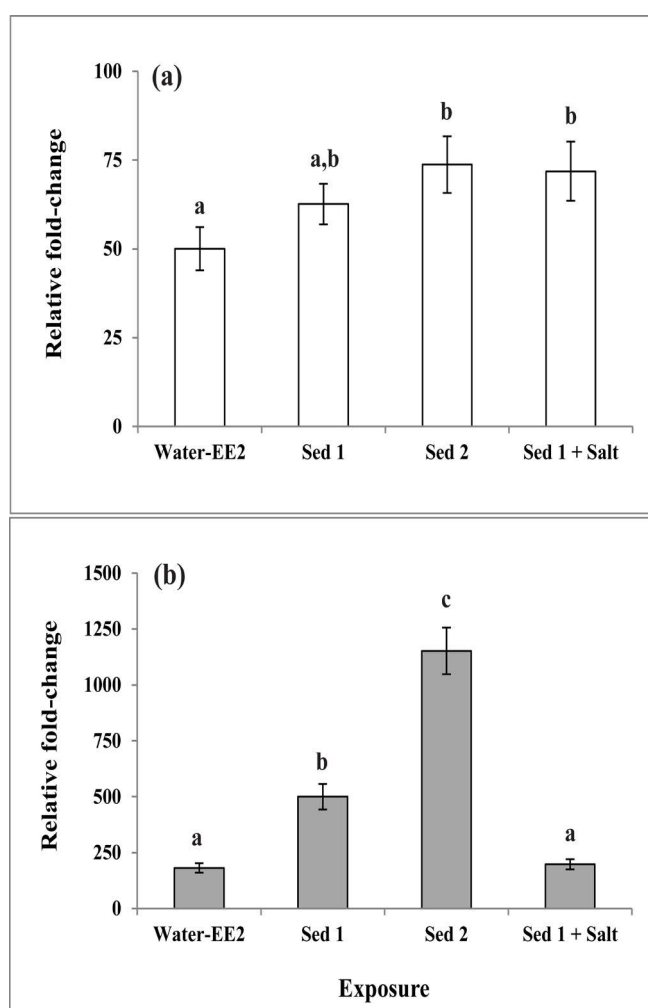 (a)
Relative fold-change
100
75
50
25
0
a
a,b
b
b
Water-EE2 Sed 1 Sed 2 Sed 1 + Salt
(b)
Relative fold-change
1500
1250
1000
750
500
250
0
a
b
c
a
Water-EE2 Sed 1 Sed 2 Sed 1 + Salt
Exposure